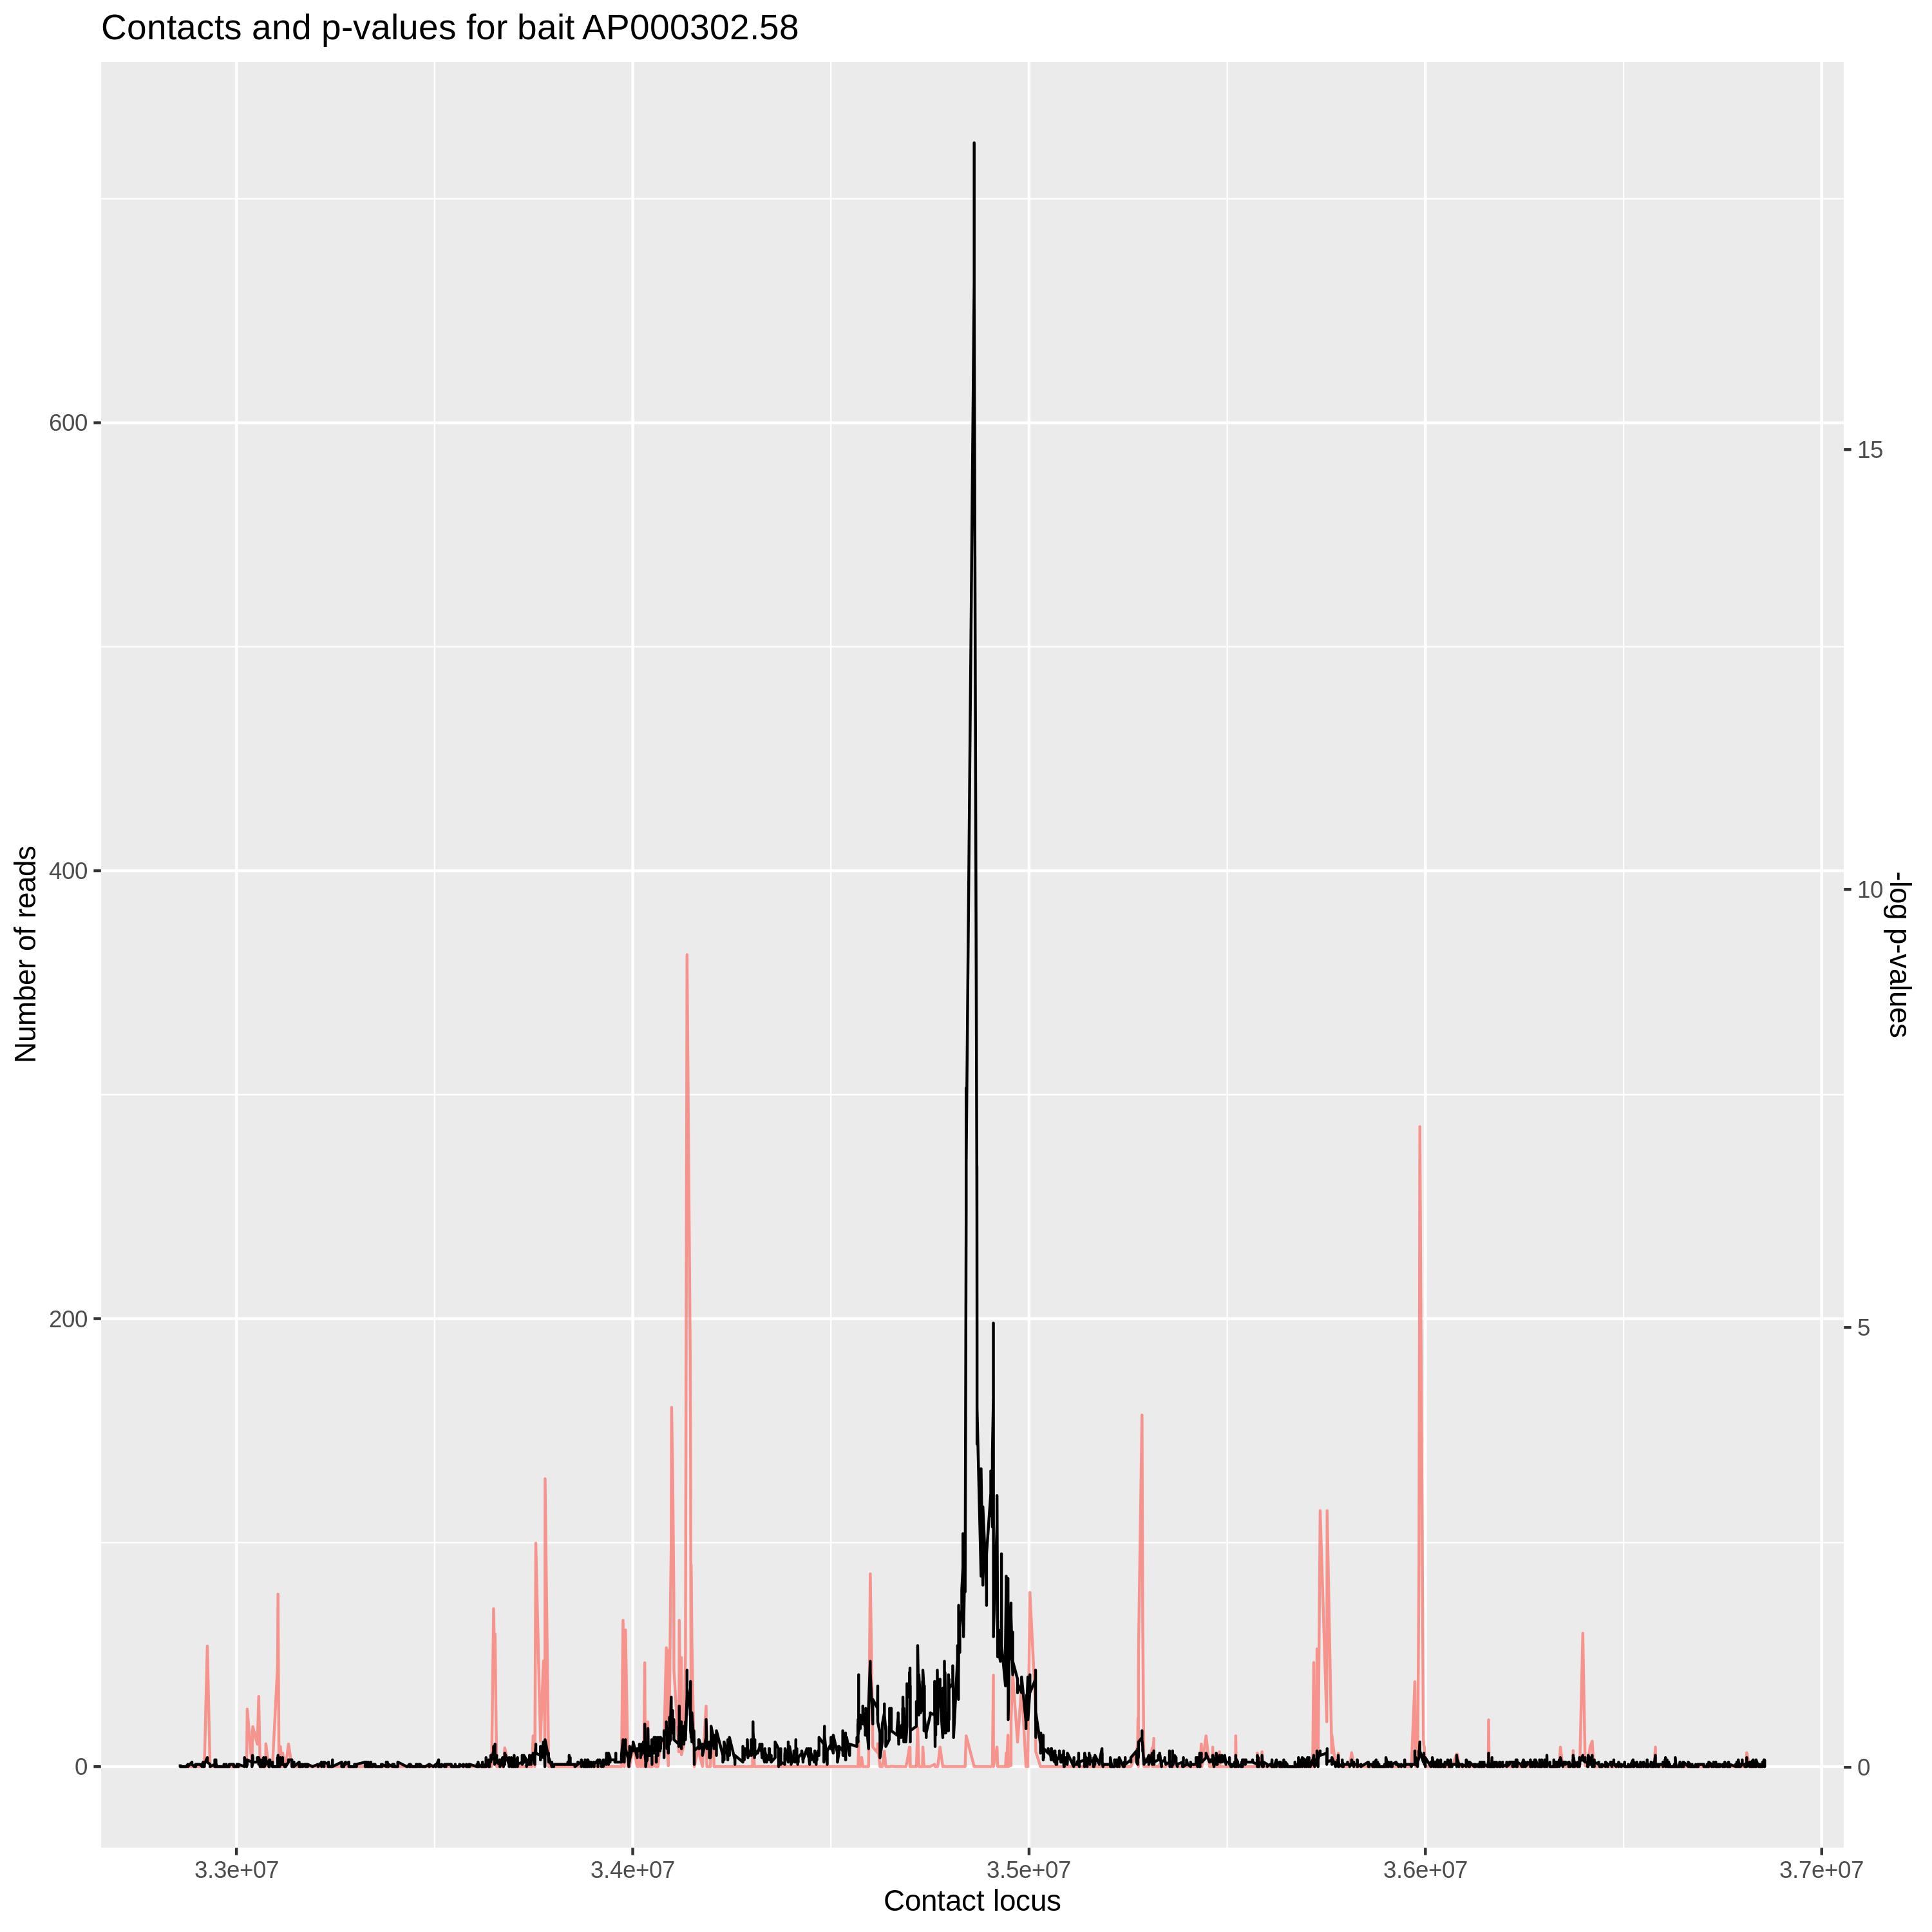 Contacts and p-values for bait AP000302.58
600
400
200
0
Number of reads
15
10
5
0
-log p-values
3.3e+07
3.4e+07
3.5e+07
3.6e+07
3.7e+07
Contact locus